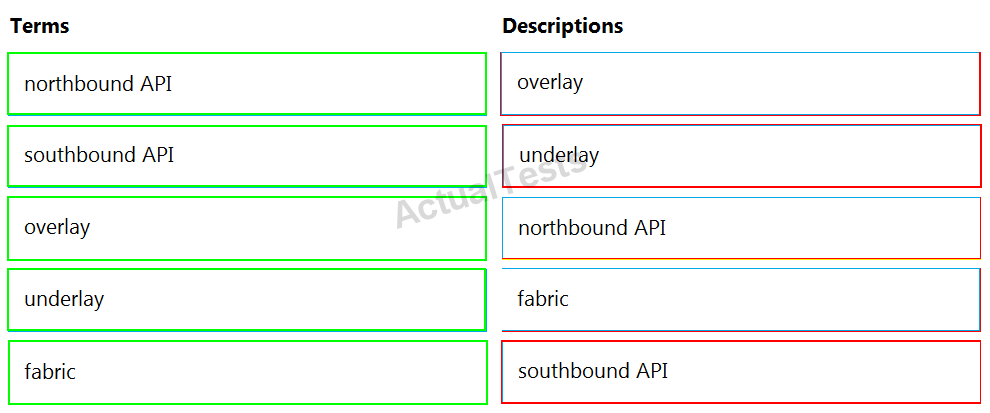 Terms
Descriptions
northbound API
overlay
southbound API
underlay
ActualTests
overlay
northbound API
underlay
fabric
fabric
southbound API